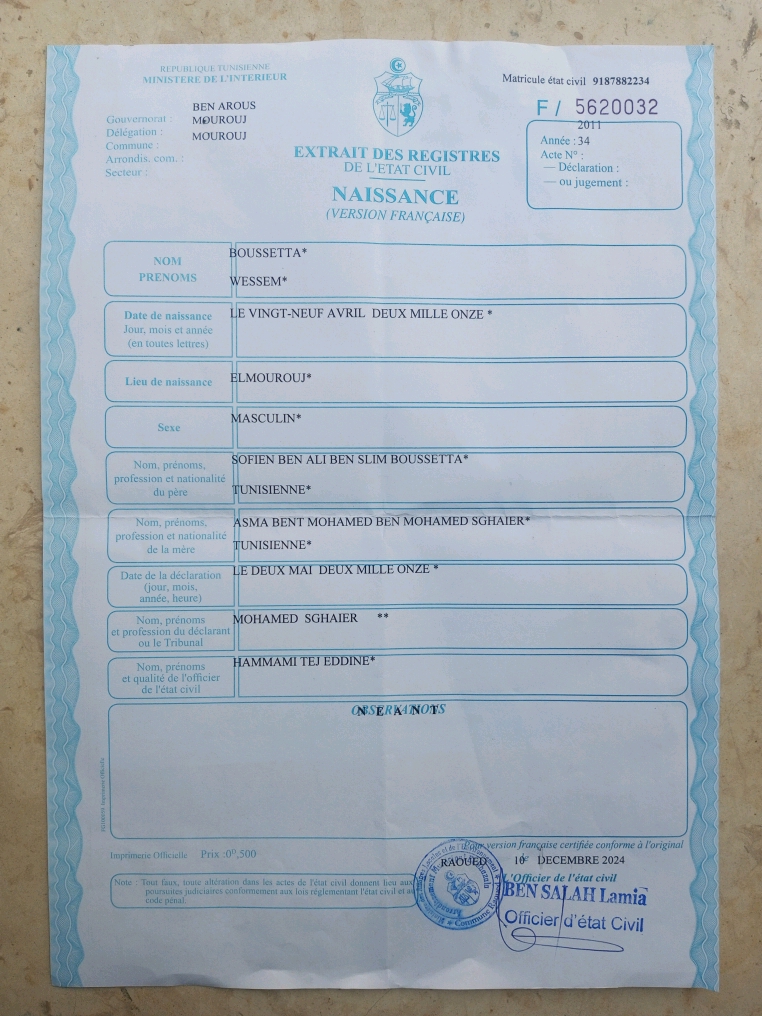 REPUBLIQUE TUNISIENNE
MINISTERE DE L'INTERIEUR
Matricule état civil 9187882234
BEN AROUS
Gouvernorat : MOUROUJ
Délégation : MOUROUJ
Commune :
Arrondis. com. :
Secteur :
F / 5620032
2011
Année : 34
Acte N° :
— Déclaration :
— ou jugement :
EXTRAIT DES REGISTRES
DE L'ETAT CIVIL
NAISSANCE
(VERSION FRANÇAISE)
NOM
PRENOMS
BOUSSETTA*
WESSEM*
Date de naissance
Jour, mois et année
(en toutes lettres)
LE VINGT-NEUF AVRIL DEUX MILLE ONZE *
Lieu de naissance
ELMOUROUJ*
Sexe
MASCULIN*
Nom, prénoms,
profession et nationalité
du père
SOFIEN BEN ALI BEN SLIM BOUSSETTA*
TUNISIENNE*
Nom, prénoms,
profession et nationalité
de la mère
ASMA BENT MOHAMED BEN MOHAMED SGHAIER*
TUNISIENNE*
Date de la déclaration
(jour, mois,
année, heure)
LE DEUX MAI DEUX MILLE ONZE *
Nom, prénoms
et profession du déclarant
ou le Tribunal
MOHAMED SGHAIER **
Nom, prénoms
et qualité de l'officier
de l'état civil
HAMMAMI TEJ EDDINE*
OBSERVATIONS
N E A N T
Imprimerie Officielle Prix :0D,500
Pour version française certifiée conforme à l'original
RAOUED 10 DECEMBRE 2024
L'Officier de l'état civil
BEN SALAH Lamia
Officier d'état Civil
Note : Tout faux, toute altération dans les actes de l'état civil donnent lieu aux
poursuites judiciaires conformément aux lois réglementant l'état civil et au
code pénal.